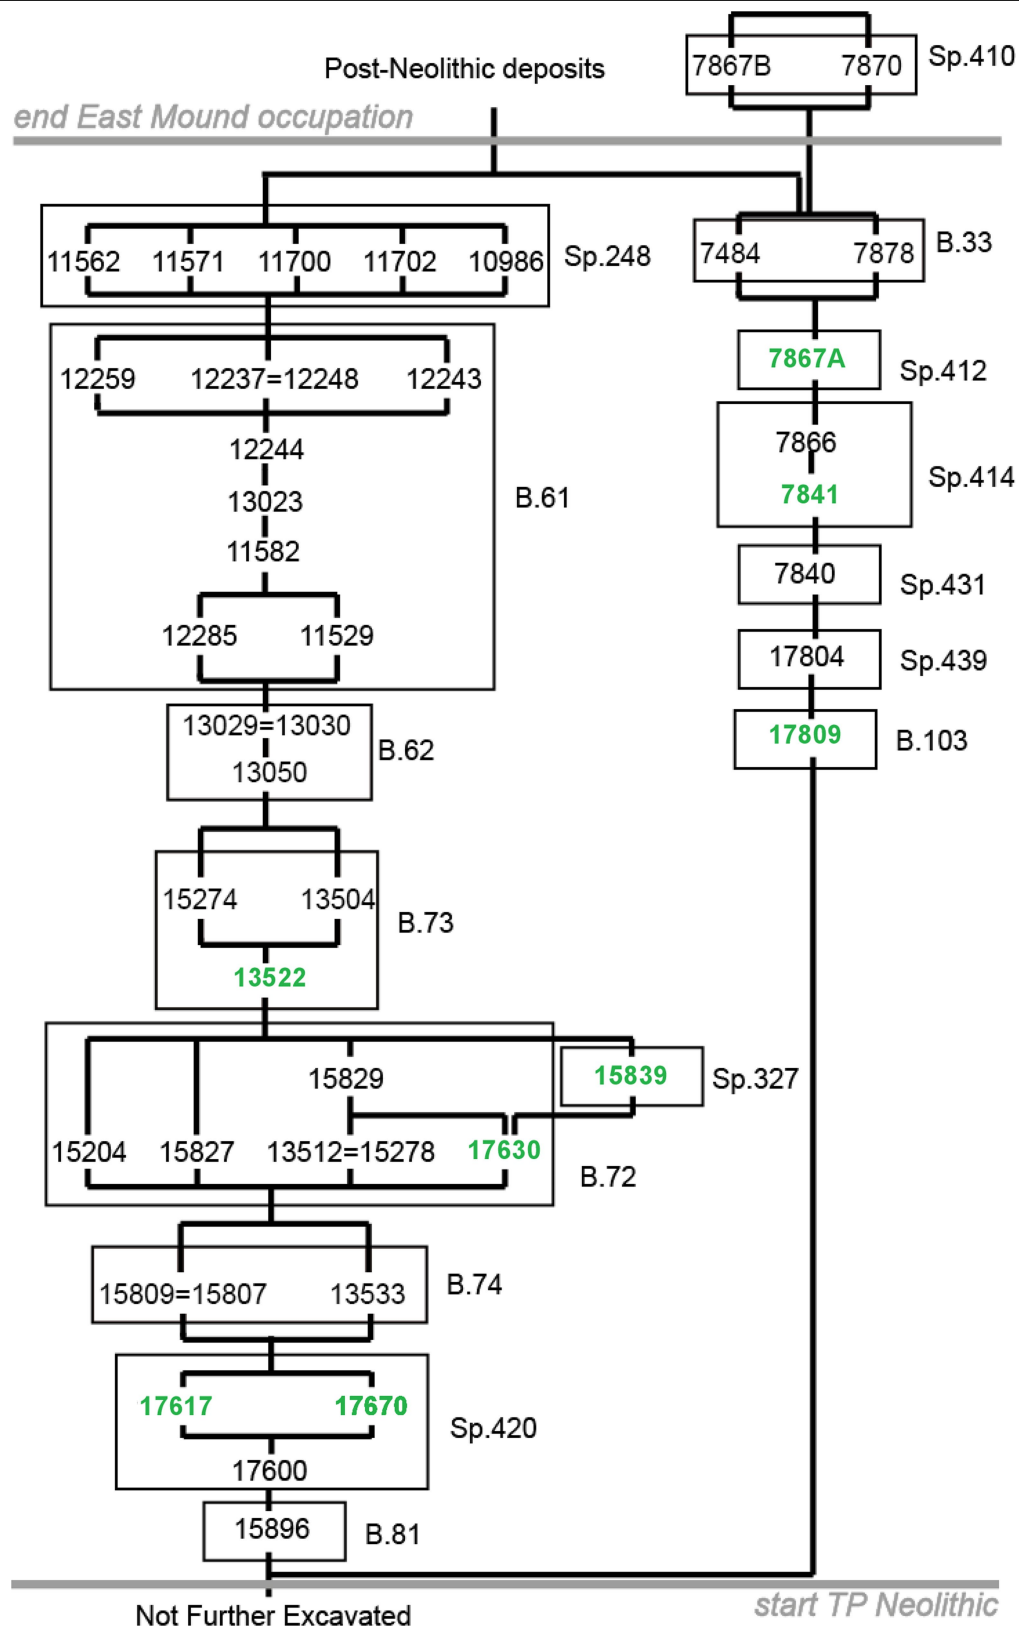 7867B 7870 Sp.410
Post-Neolithic deposits
end East Mound occupation
11562 11571 11700 11702 10986 Sp.248
7484 7878 B.33
7867A Sp.412
12259 12237=12248 12243
12244
13023
11582
12285 11529
B.61
7866
7841
Sp.414
7840 Sp.431
17804 Sp.439
17809 B.103
13029=13030
13050
B.62
15274 13504
13522
B.73
15829
15839 Sp.327
15204 15827 13512=15278 17630
B.72
15809=15807 13533 B.74
17617 17670
17600
Sp.420
15896 B.81
start TP Neolithic
Not Further Excavated